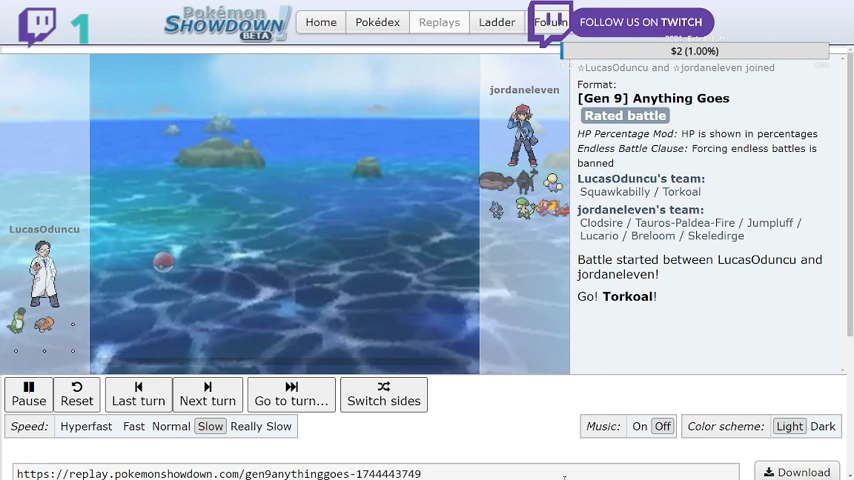 1
Pokémon
SHOWDOWN!
BETA
Home
Pokédex
Replays
Ladder
Forum
FOLLOW US ON TWITCH
$2 (1.00%)
☆LucasOduncu and ☆jordaneleven joined
Format:
[Gen 9] Anything Goes
Rated battle
HP Percentage Mod: HP is shown in percentages
Endless Battle Clause: Forcing endless battles is
banned
LucasOduncu's team:
Squawkabilly / Torkoal
jordaneleven's team:
Clodsire / Tauros-Paldea-Fire / Jumpluff /
Lucario / Breloom / Skeledirge
Battle started between LucasOduncu and
jordaneleven!
Go! Torkoal!
jordaneleven
LucasOduncu
Pause
Reset
Last turn
Next turn
Go to turn...
Switch sides
Speed: Hyperfast Fast Normal Slow Really Slow
Music: On Off
Color scheme: Light Dark
https://replay.pokemonshowdown.com/gen9anythinggoes-1744443749
Download